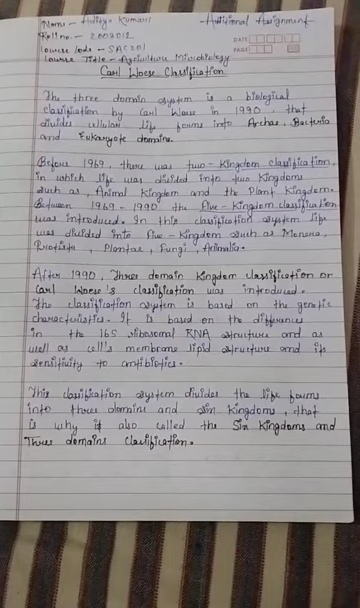 Name - Aditya Kumar
Additional Assignment
Roll no. - 2002012
DATE
PAGE
Course Code - SAC201
Course Title - Agriculture Microbiology
Carl Woese Classification
The three domain system is a biological
classification by Carl Woese in 1990, that
divides cellular life forms into Archae, Bacteria
and Eukaryote domains.
Before 1969, there was two-kingdom classification,
in which life was divided into two Kingdoms
such as, Animal Kingdom and the Plant Kingdom.
Between 1969-1990 the five-kingdom classification
was introduced. In this classification system life
was divided into five-Kingdom such as Monera,
Protista, Plantae, Fungi, Animalia.
After 1990, Three domain Kingdom classification or
Carl Woese's classification was introduced.
The classification system is based on the genetic
characteristics. It is based on the differences
in the 16S ribosomal RNA structure and as
well as cell's membrane lipid structure and its
sensitivity to antibiotics.
This classification system divides the life forms
into three domains and six Kingdoms, that
is why it also called the Six Kingdoms and
Three domains Classification.